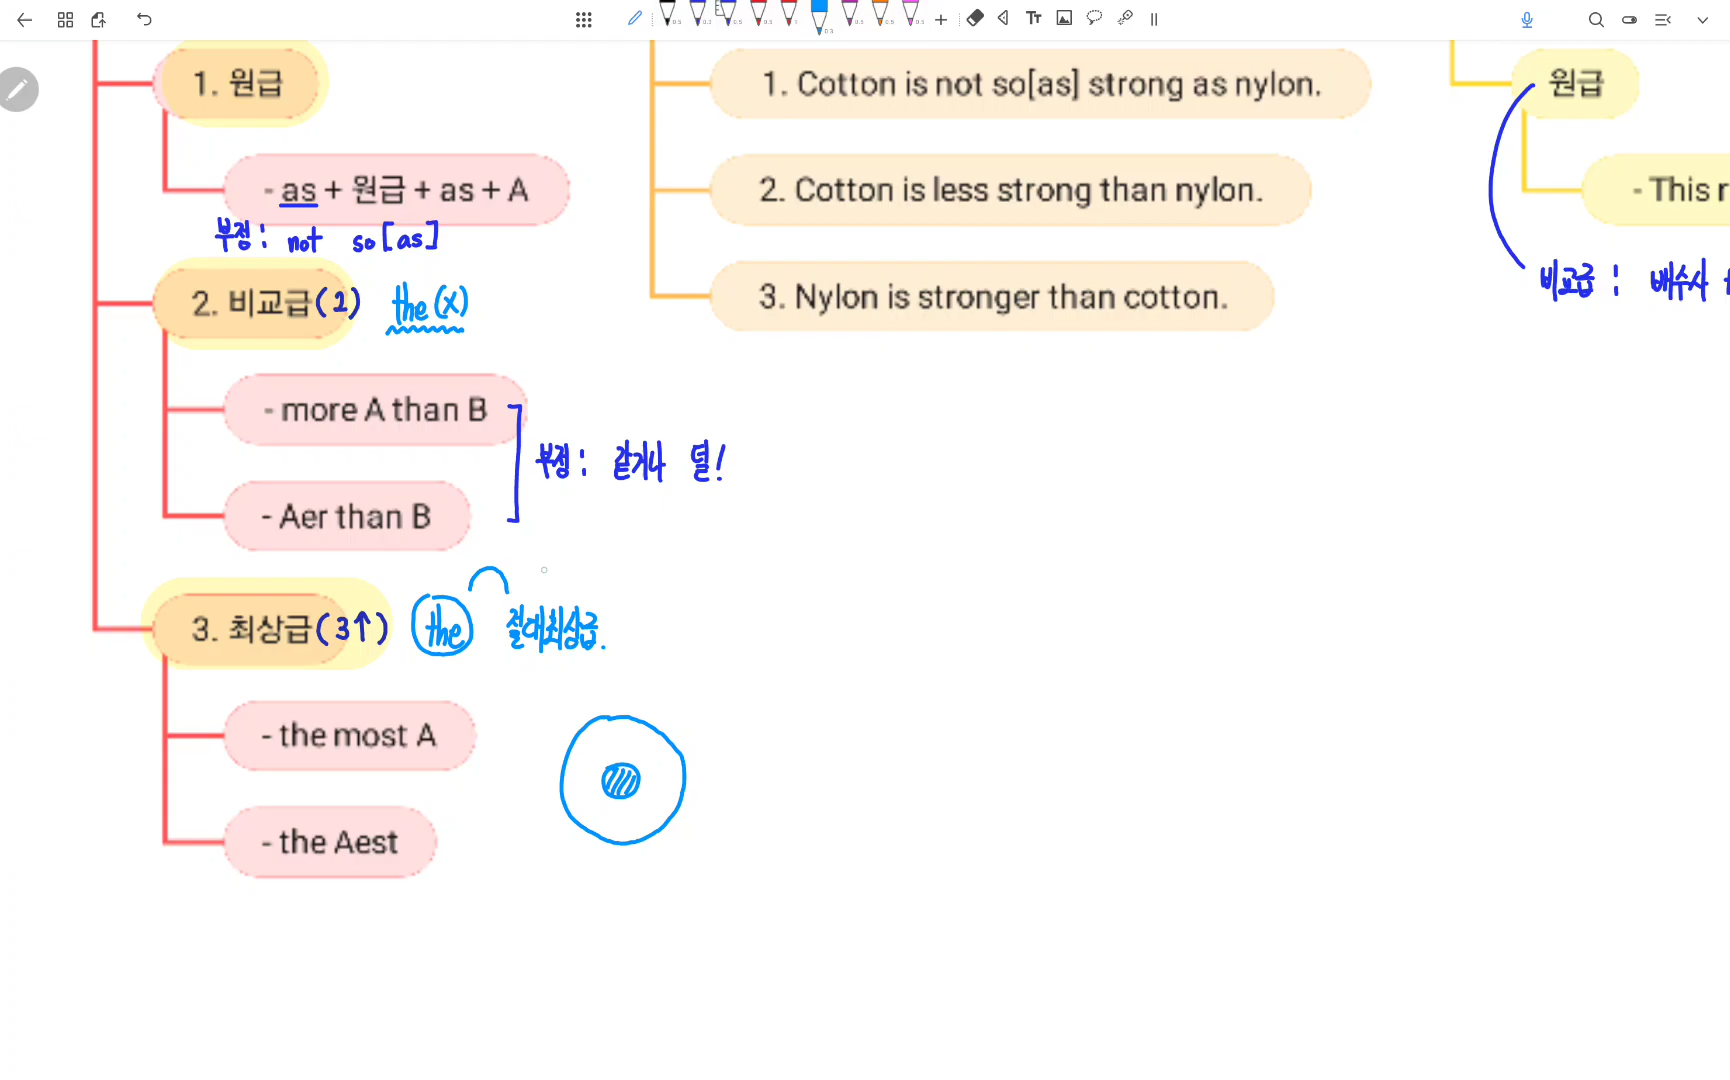 1. 원급
- as + 원급 + as + A
부정 : not so[as]
2. 비교급(2) the(x)
- more A than B
- Aer than B
부정 : 같거나 덜!
3. 최상급(3↑) the 절대최상급.
- the most A
- the Aest
1. Cotton is not so[as] strong as nylon.
2. Cotton is less strong than nylon.
3. Nylon is stronger than cotton.
원급
- This r
비교급 : 배수사